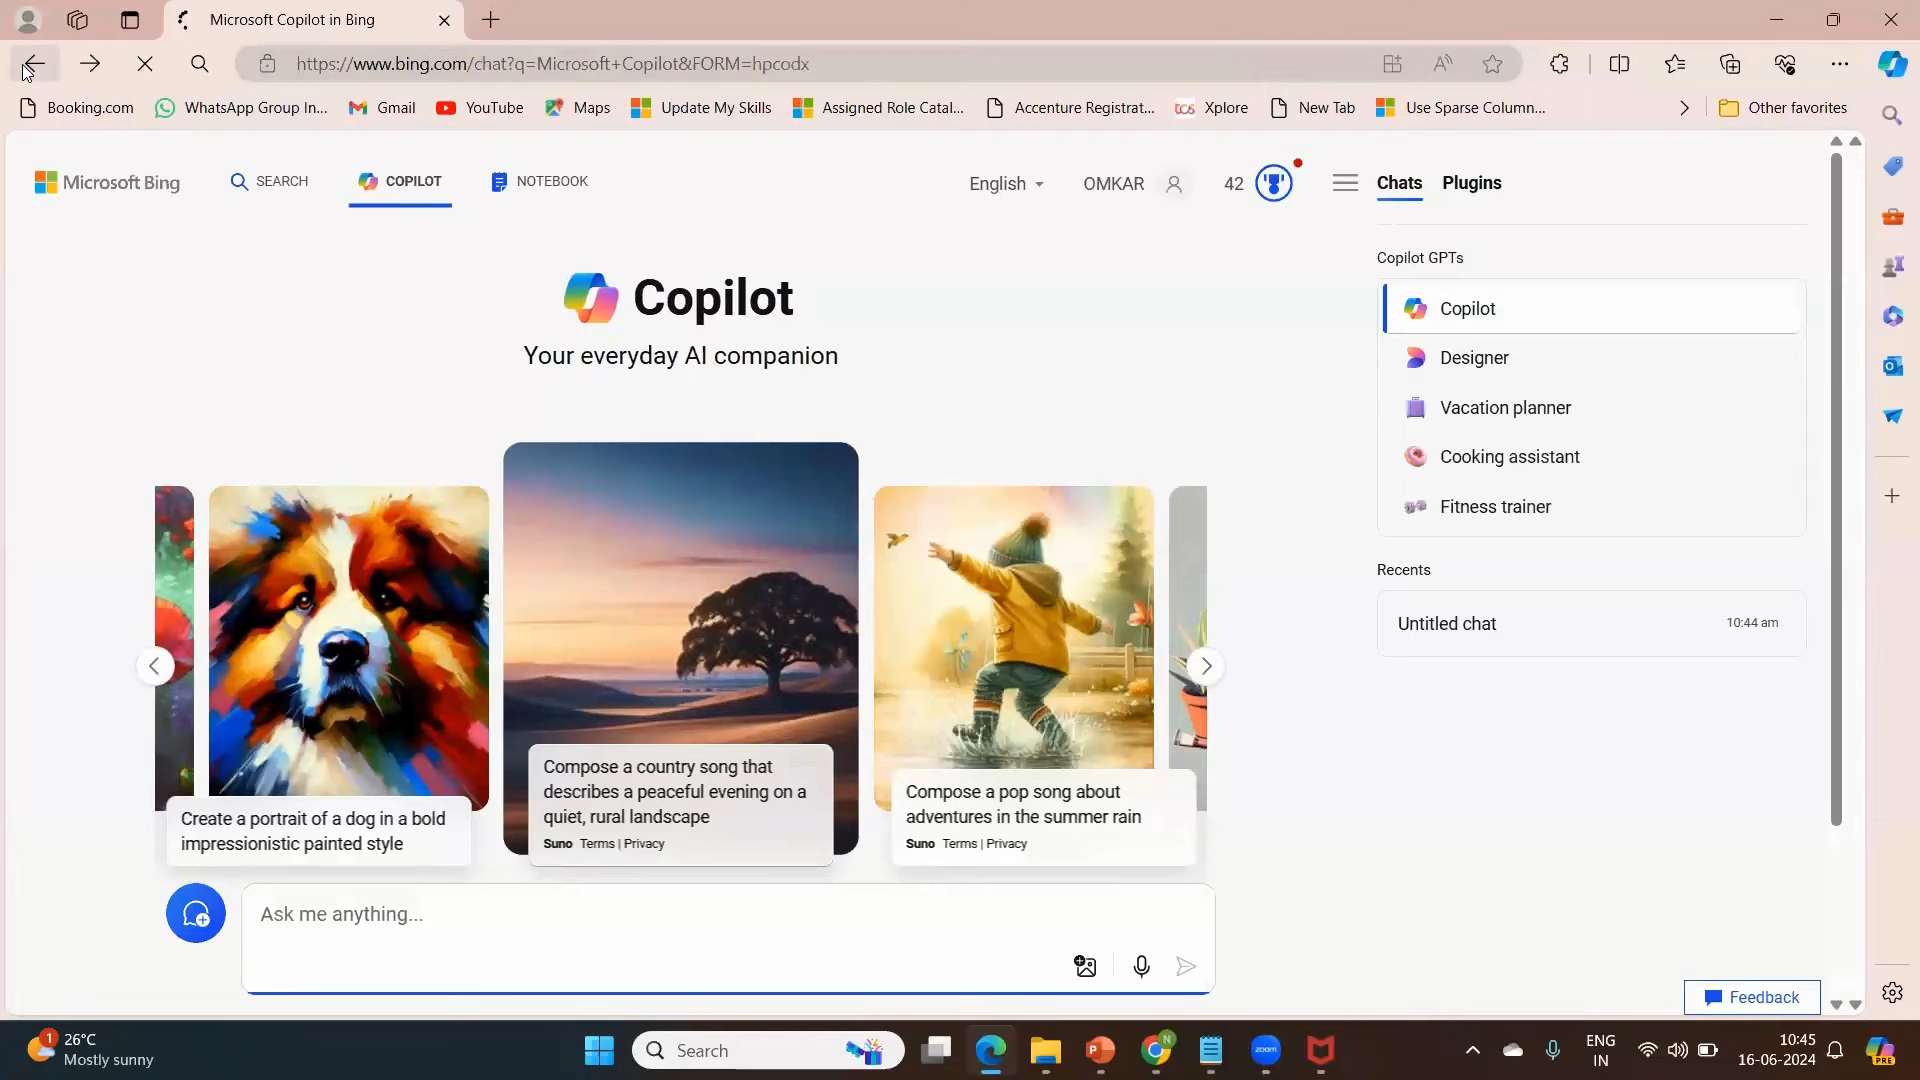 Microsoft Copilot in Bing
https://www.bing.com/chat?q=Microsoft+Copilot&FORM=hpcodx
Booking.com
WhatsApp Group In...
Gmail
YouTube
Maps
Update My Skills
Assigned Role Catal...
Accenture Registrat...
tcs Xplore
New Tab
Use Sparse Column...
Other favorites
Microsoft Bing
SEARCH
COPILOT
NOTEBOOK
English
OMKAR
42
Chats
Plugins
Copilot
Your everyday AI companion
Create a portrait of a dog in a bold
impressionistic painted style
Compose a country song that
describes a peaceful evening on a
quiet, rural landscape
Suno Terms | Privacy
Compose a pop song about
adventures in the summer rain
Suno Terms | Privacy
Ask me anything...
Copilot GPTs
Copilot
Designer
Vacation planner
Cooking assistant
Fitness trainer
Recents
Untitled chat
10:44 am
Feedback
1
26°C
Mostly sunny
Search
N
zoom
ENG
IN
10:45
16-06-2024
PRE